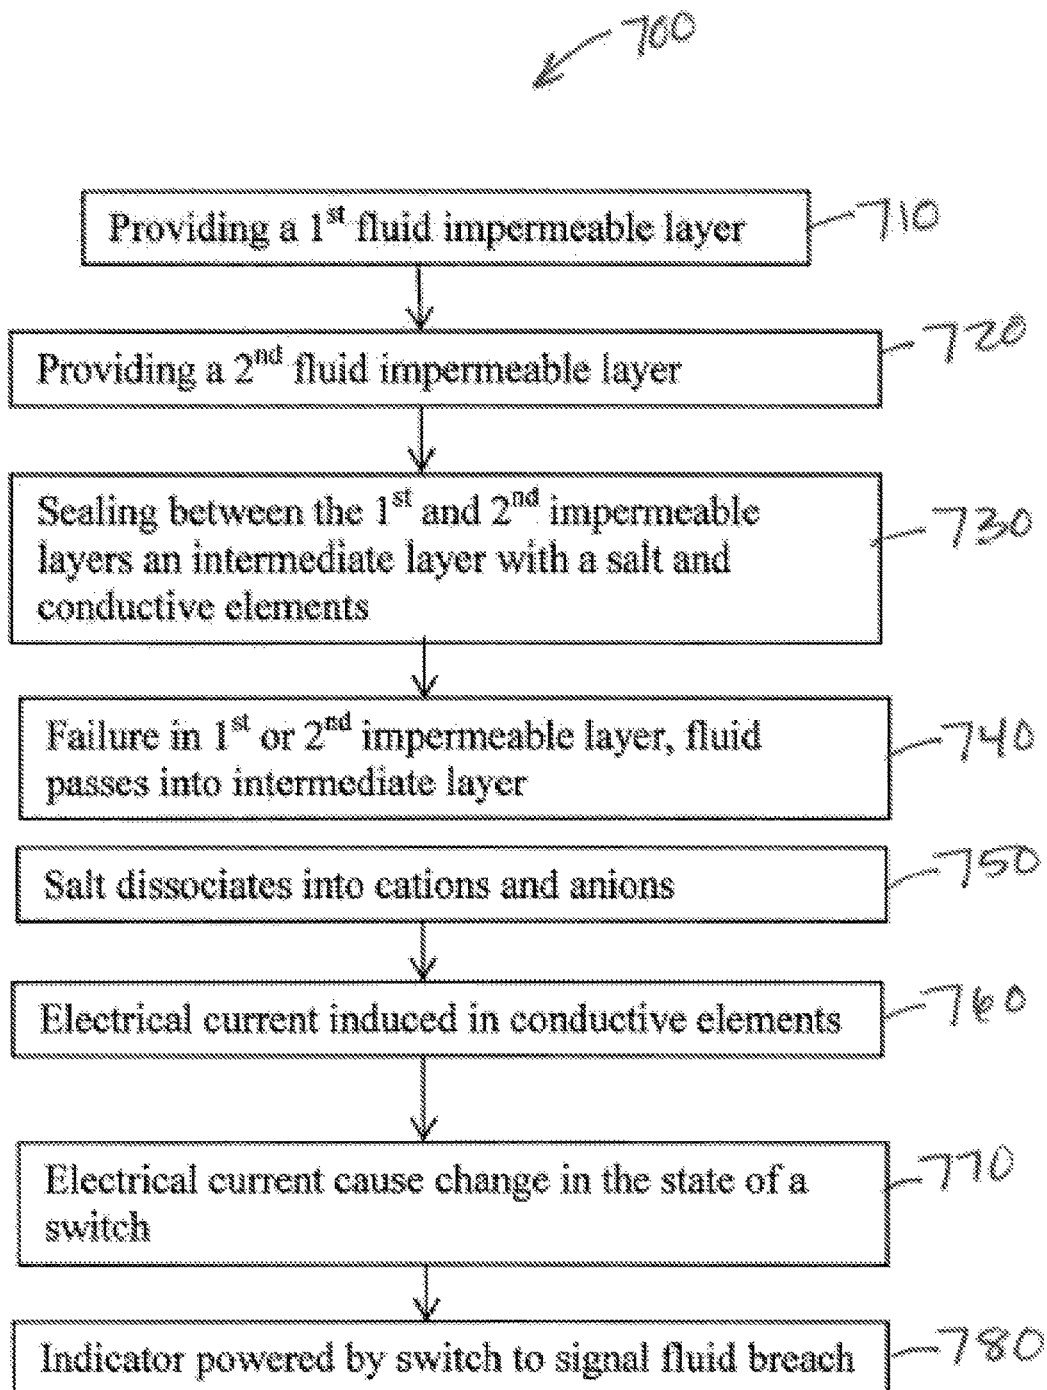 700
Providing a 1st fluid impermeable layer
710
Providing a 2nd fluid impermeable layer
720
Sealing between the 1st and 2nd impermeable
layers an intermediate layer with a salt and
conductive elements
730
Failure in 1st or 2nd impermeable layer, fluid
passes into intermediate layer
740
Salt dissociates into cations and anions
750
Electrical current induced in conductive elements
760
Electrical current cause change in the state of a
switch
770
Indicator powered by switch to signal fluid breach
780